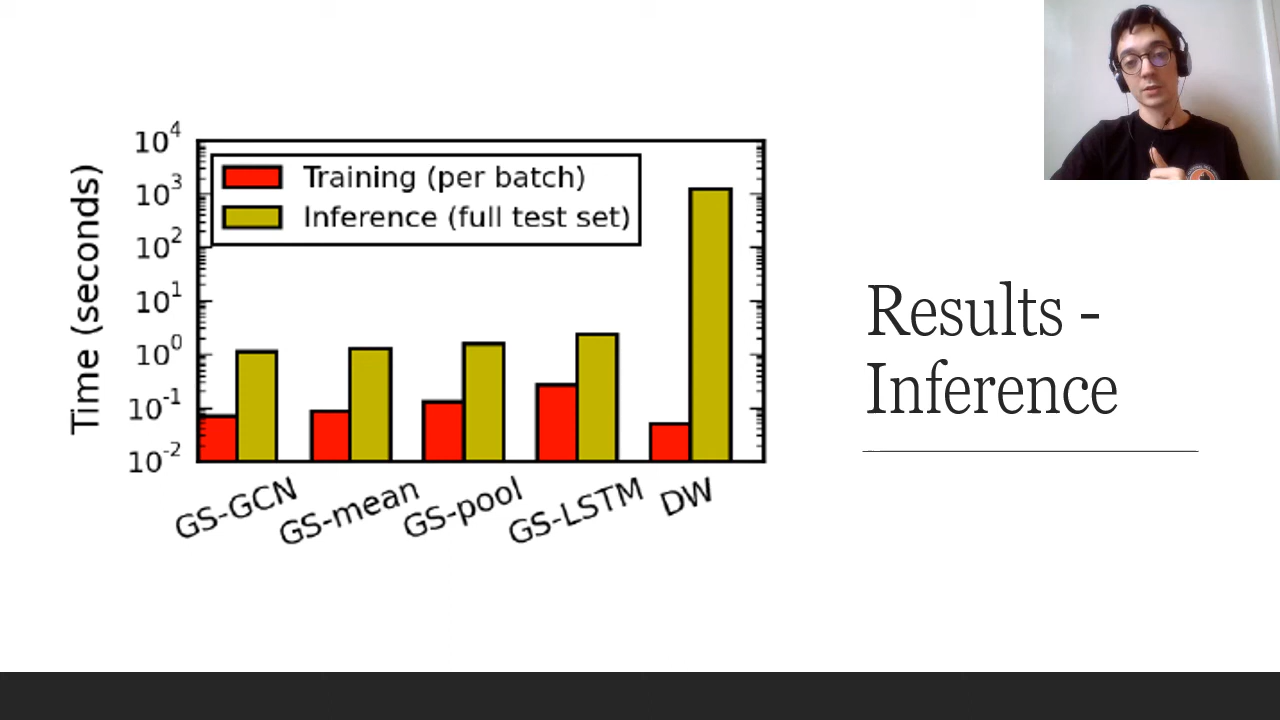 10^4
10^3
10^2
10^1
10^0
10^-1
10^-2
Time (seconds)
Training (per batch)
Inference (full test set)
GS-GCN
GS-mean
GS-pool
GS-LSTM
DW
Results -
Inference